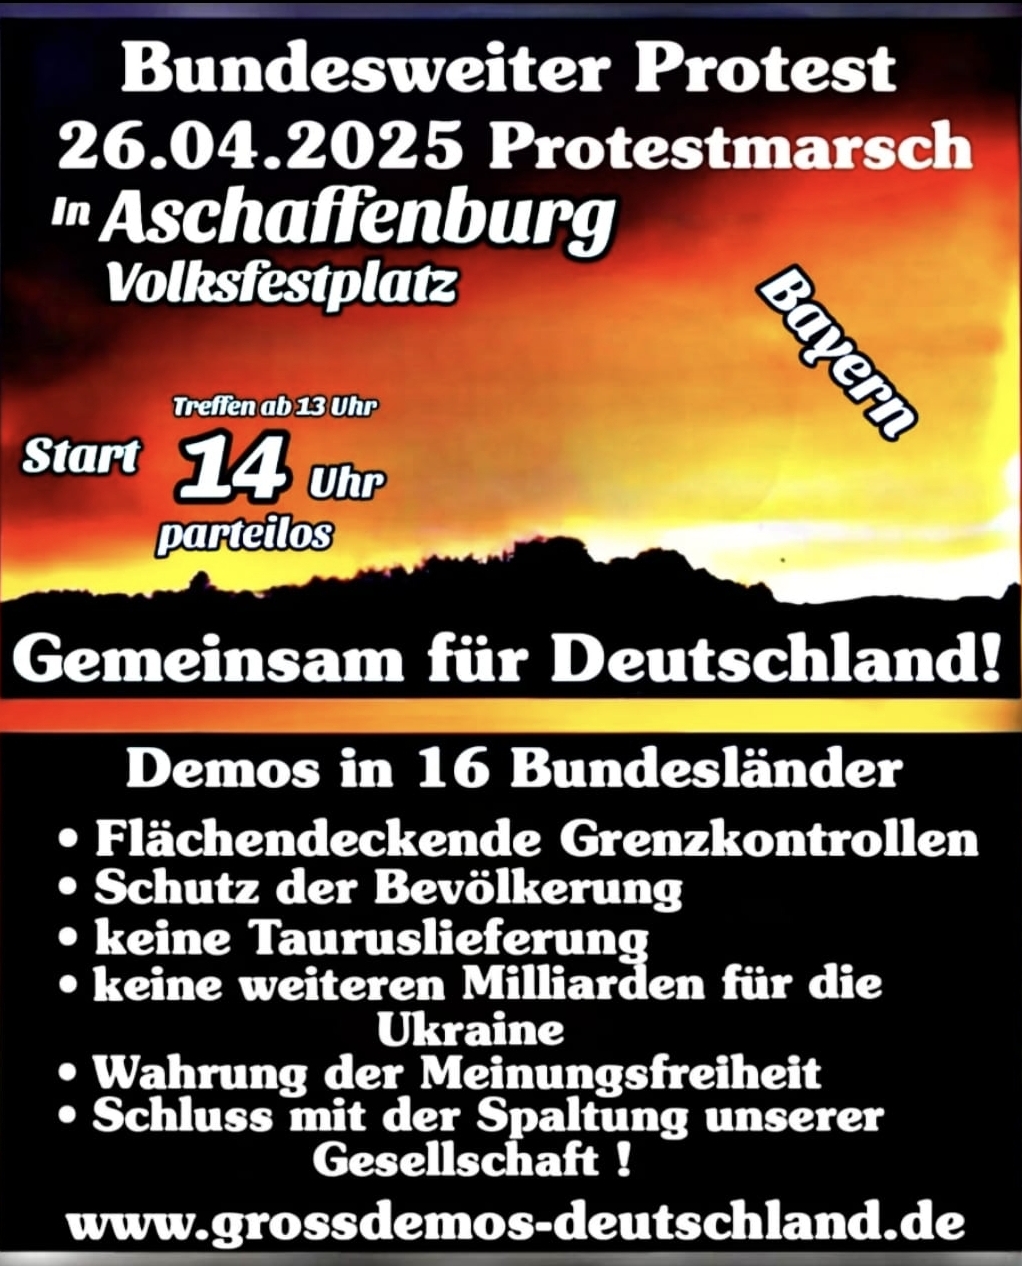 Bundesweiter Protest
26.04.2025 Protestmarsch
In Aschaffenburg
Volksfestplatz
Bayern
Treffen ab 13 Uhr
Start 14 Uhr
parteilos
Gemeinsam für Deutschland!
Demos in 16 Bundesländer
• Flächendeckende Grenzkontrollen
• Schutz der Bevölkerung
• keine Tauruslieferung
• keine weiteren Milliarden für die
Ukraine
• Wahrung der Meinungsfreiheit
• Schluss mit der Spaltung unserer
Gesellschaft !
www.grossdemos-deutschland.de